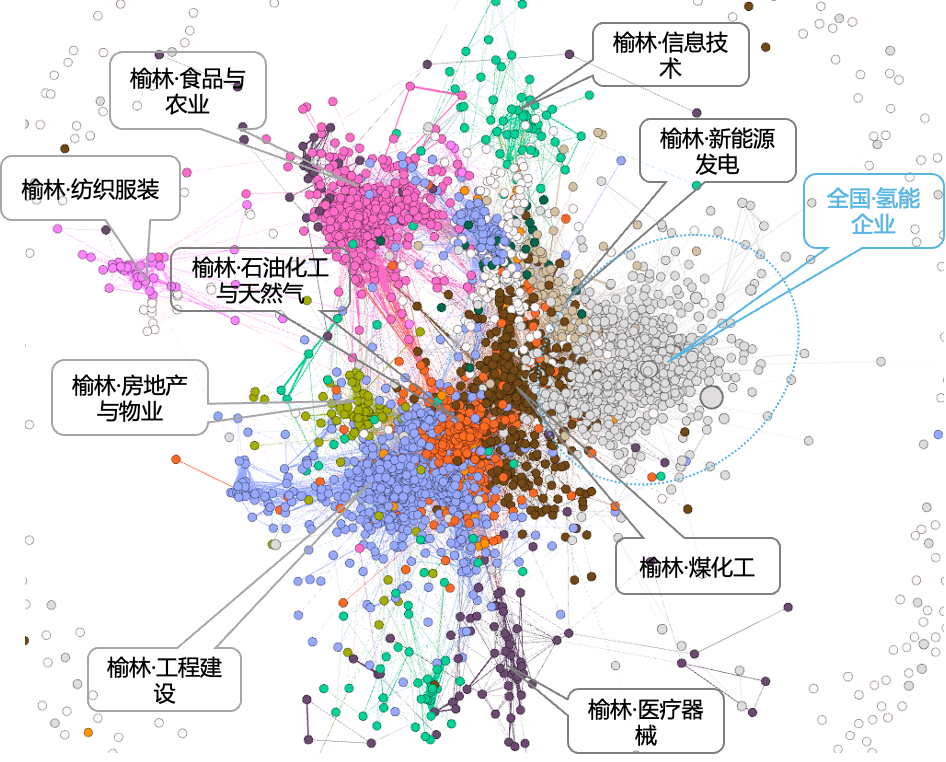 榆林·信息技
术
榆林·食品与
农业
榆林·新能源
发电
榆林·纺织服装
全国·氢能
企业
榆林·石油化工
与天然气
榆林·房地产
与物业
榆林·煤化工
榆林·工程建
设
榆林·医疗器
械